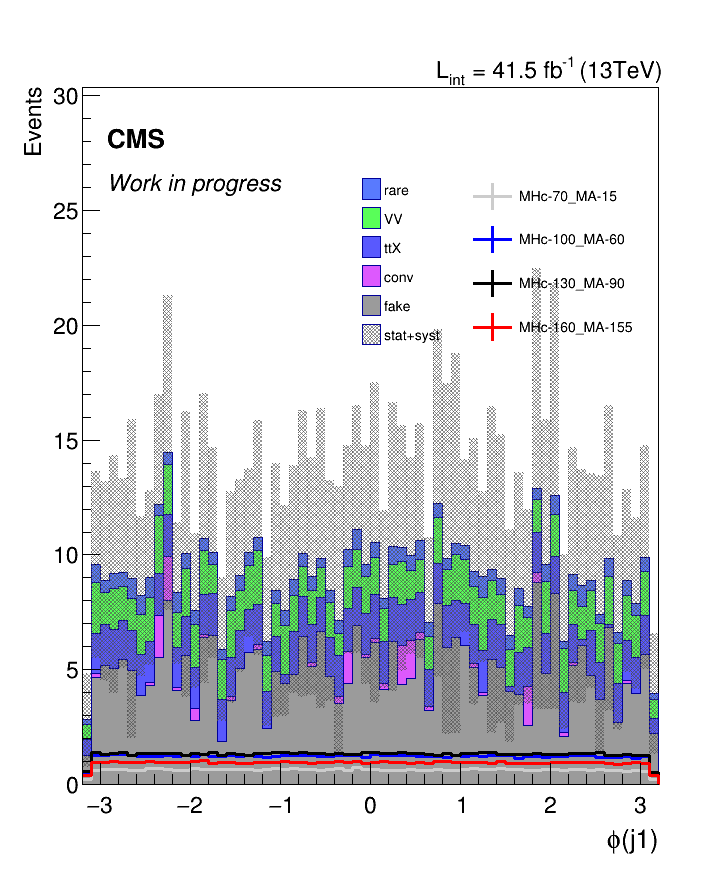 L_int = 41.5 fb^-1 (13TeV)
Events
30
CMS
Work in progress
25
20
15
10
5
0
rare
VV
ttX
conv
fake
stat+syst
MHc-70_MA-15
MHc-100_MA-60
MHc-130_MA-90
MHc-160_MA-155
−3 −2 −1 0 1 2 3
ϕ(j1)